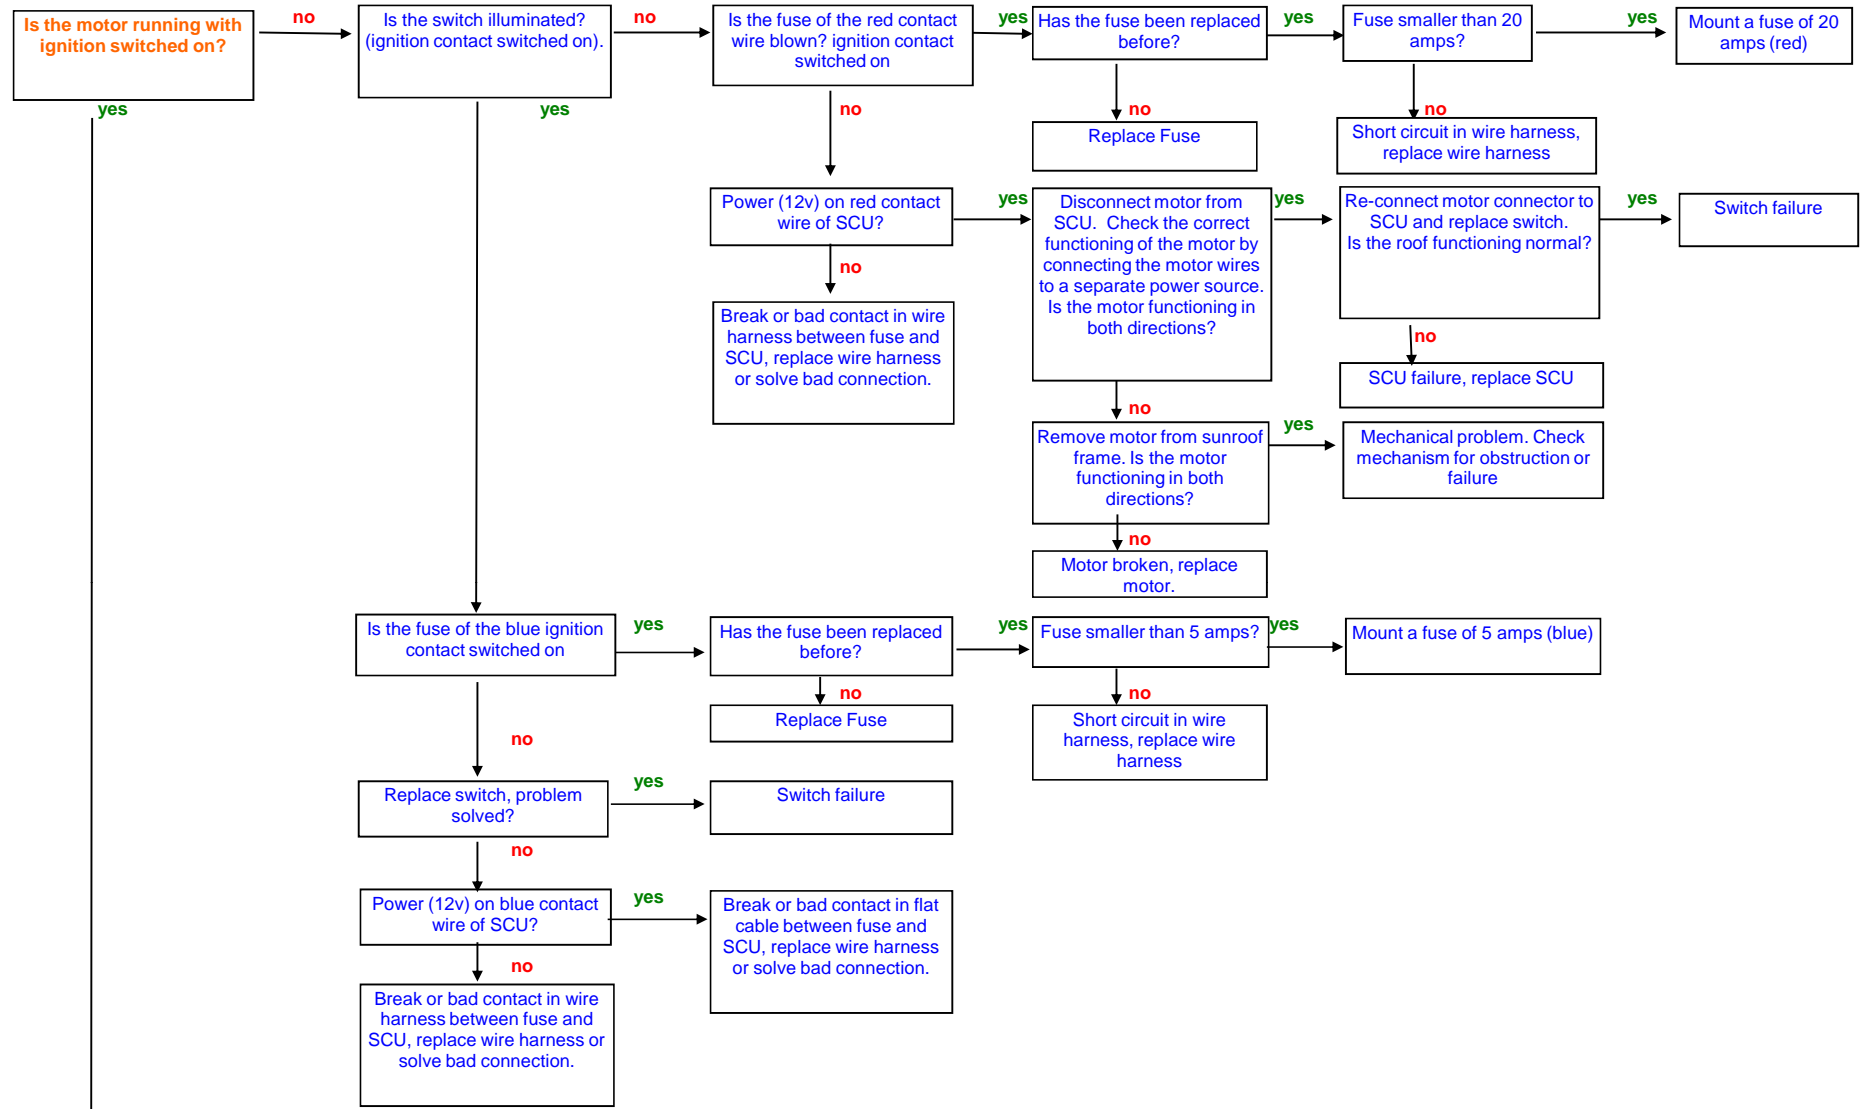 Is the motor running with
ignition switched on?
no
Is the switch illuminated?
(ignition contact switched on).
no
Is the fuse of the red contact
wire blown? ignition contact
switched on
yes
Has the fuse been replaced
before?
yes
Fuse smaller than 20
amps?
yes
Mount a fuse of 20
amps (red)
yes
yes
no
no
Replace Fuse
no
Short circuit in wire harness,
replace wire harness
Power (12v) on red contact
wire of SCU?
yes
Disconnect motor from
SCU. Check the correct
functioning of the motor by
connecting the motor wires
to a separate power source.
Is the motor functioning in
both directions?
yes
Re-connect motor connector to
SCU and replace switch.
Is the roof functioning normal?
yes
Switch failure
no
Break or bad contact in wire
harness between fuse and
SCU, replace wire harness
or solve bad connection.
no
SCU failure, replace SCU
no
Remove motor from sunroof
frame. Is the motor
functioning in both
directions?
yes
Mechanical problem. Check
mechanism for obstruction or
failure
no
Motor broken, replace
motor.
Is the fuse of the blue ignition
contact switched on
yes
Has the fuse been replaced
before?
yes
Fuse smaller than 5 amps?
yes
Mount a fuse of 5 amps (blue)
no
Replace Fuse
no
Short circuit in wire
harness, replace wire
harness
no
Replace switch, problem
solved?
yes
Switch failure
no
Power (12v) on blue contact
wire of SCU?
yes
Break or bad contact in flat
cable between fuse and
SCU, replace wire harness
or solve bad connection.
no
Break or bad contact in wire
harness between fuse and
SCU, replace wire harness or
solve bad connection.